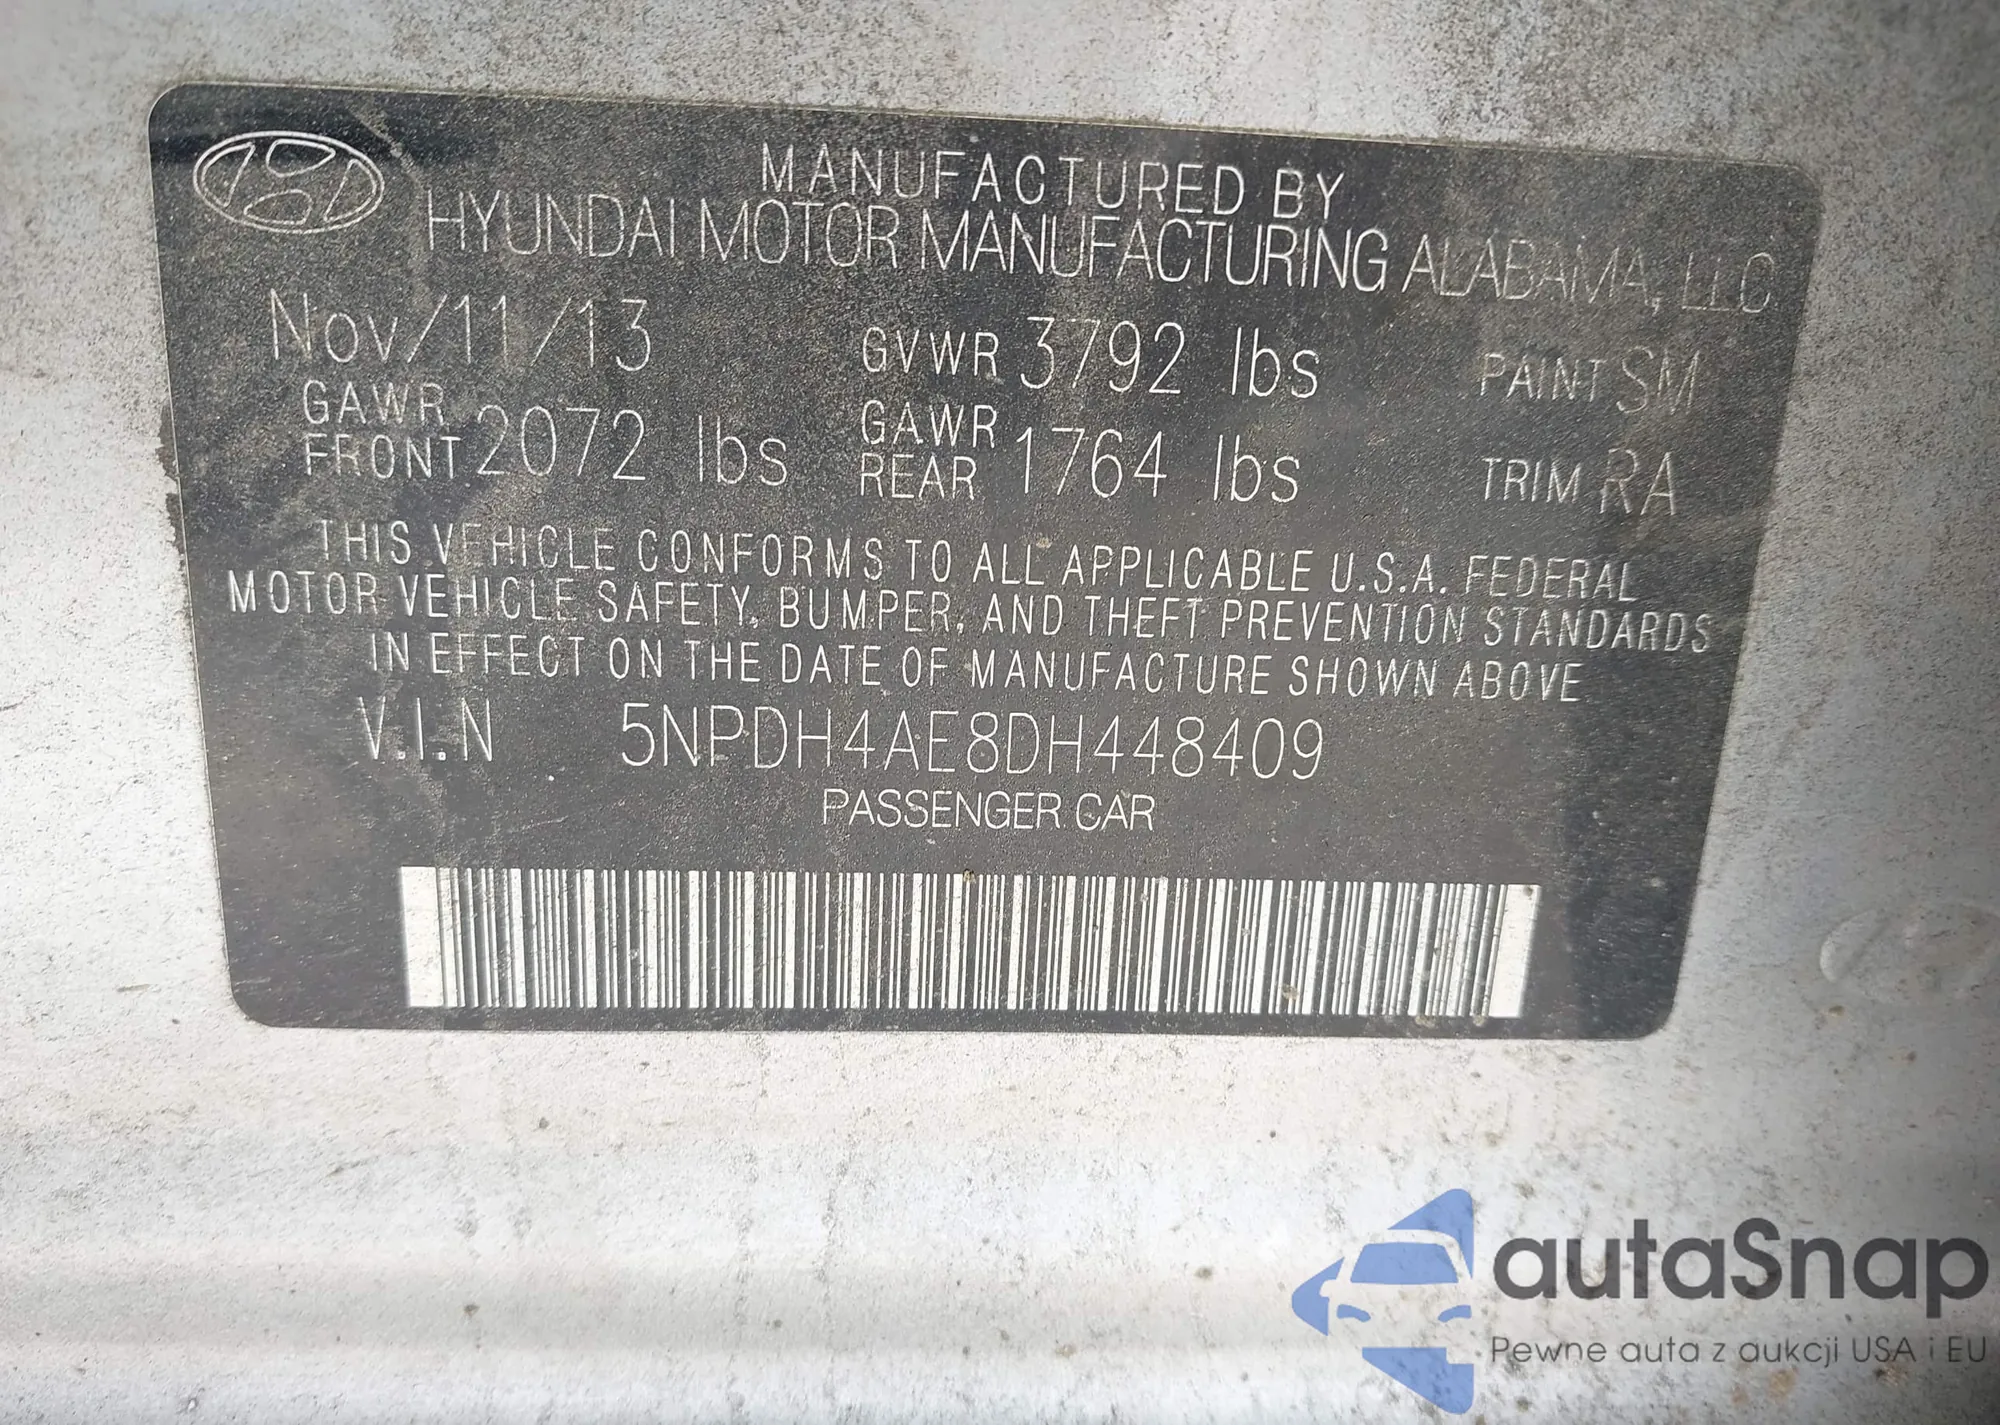 MANUFACTURED BY
HYUNDAI MOTOR MANUFACTURING ALABAMA, LLC
Nov/11/13 GVWR 3792 lbs PAINT SM
GAWR FRONT 2072 lbs GAWR REAR 1764 lbs TRIM RA
THIS VEHICLE CONFORMS TO ALL APPLICABLE U.S.A. FEDERAL
MOTOR VEHICLE SAFETY, BUMPER, AND THEFT PREVENTION STANDARDS
IN EFFECT ON THE DATE OF MANUFACTURE SHOWN ABOVE
V.I.N 5NPDH4AE8DH448409
PASSENGER CAR
autaSnap
Pewne auta z aukcji USA i EU